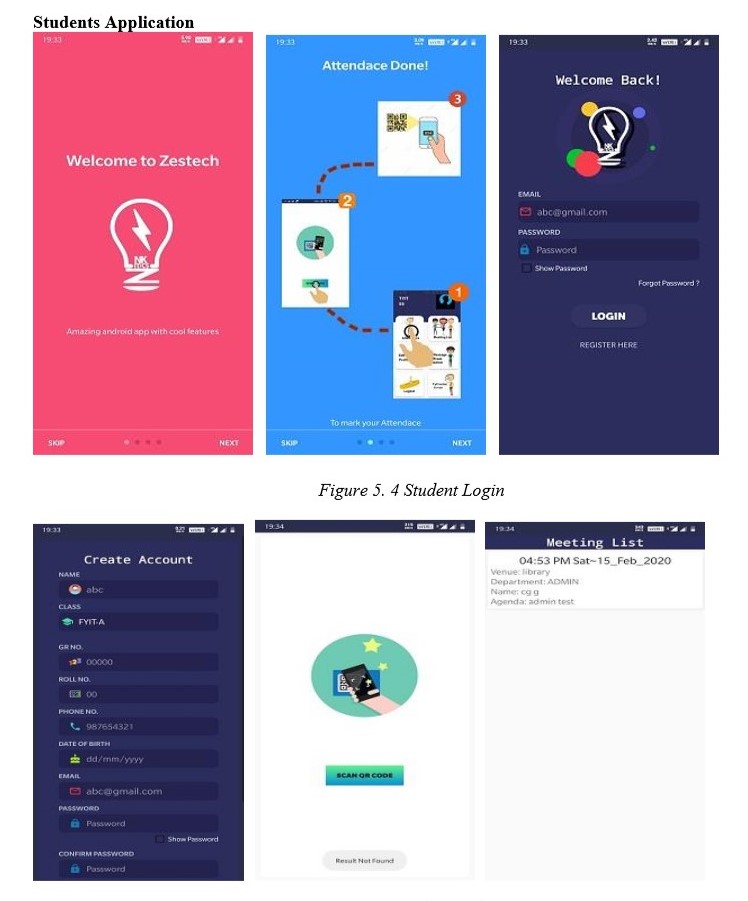 Students Application
19:33
Welcome to Zestech
NK
Amazing android app with cool features
SKIP
NEXT
19:33
Attendace Done!
3
2
1
To mark your Attendace
SKIP
NEXT
19:33
Welcome Back!
NK
EMAIL
abc@gmail.com
PASSWORD
Password
Show Password
Forgot Password ?
LOGIN
REGISTER HERE
Figure 5. 4 Student Login
19:33
Create Account
NAME
abc
CLASS
FYIT-A
GR NO.
00000
ROLL NO.
00
PHONE NO.
987654321
DATE OF BIRTH
dd/mm/yyyy
EMAIL
abc@gmail.com
PASSWORD
Password
Show Password
CONFIRM PASSWORD
Password
19:34
SCAN QR CODE
Result Not Found
19:34
Meeting List
04:53 PM Sat~15_Feb_2020
Venue: library
Department: ADMIN
Name: cg g
Agenda: admin test